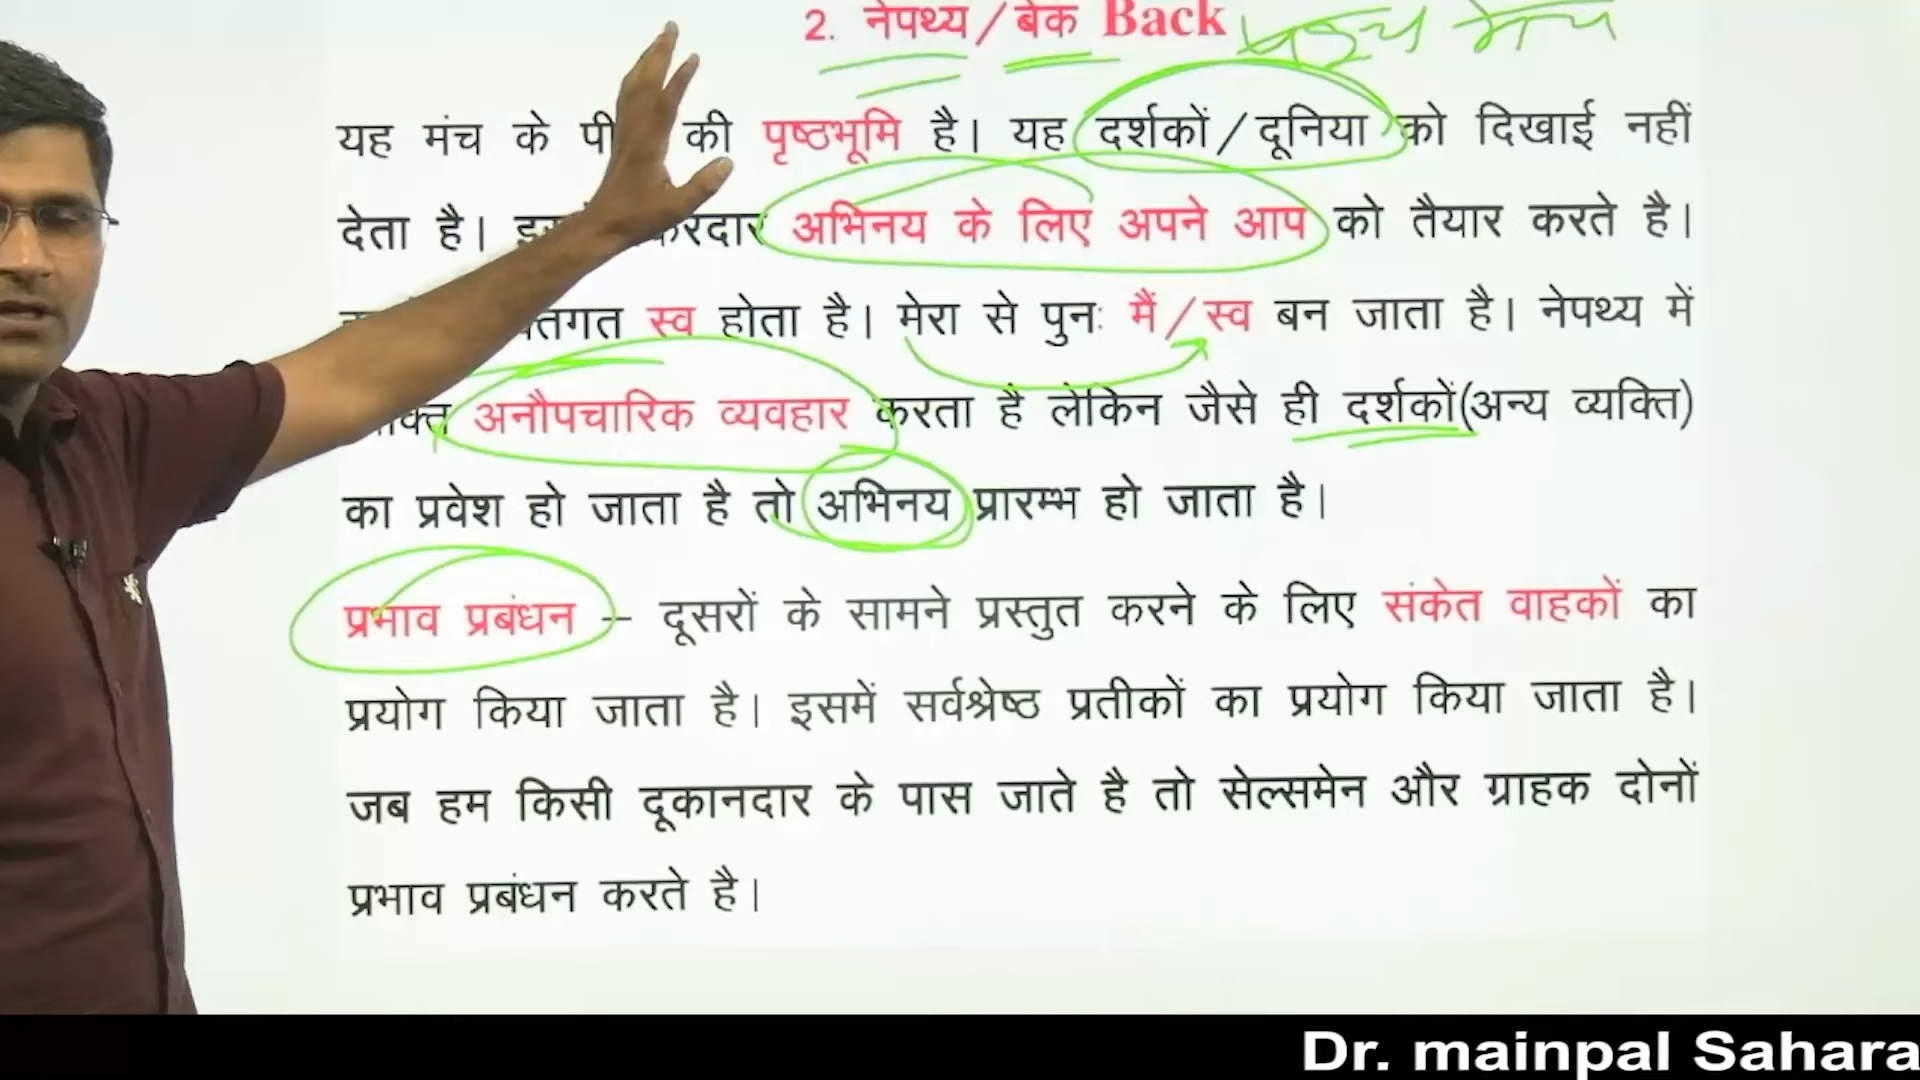 2. नेपथ्य/बेक Back
यह मंच के की पृष्ठभूमि है। यह दर्शकों/दूनिया को दिखाई नहीं
देता है। अभिनय के लिए अपने आप को तैयार करते है।
स्व होता है। मेरा से पुनः मैं/स्व बन जाता है। नेपथ्य में
अनौपचारिक व्यवहार करता है लेकिन जैसे ही दर्शकों(अन्य व्यक्ति)
का प्रवेश हो जाता है तो अभिनय प्रारम्भ हो जाता है।
प्रभाव प्रबंधन – दूसरों के सामने प्रस्तुत करने के लिए संकेत वाहकों का
प्रयोग किया जाता है। इसमें सर्वश्रेष्ठ प्रतीकों का प्रयोग किया जाता है।
जब हम किसी दूकानदार के पास जाते है तो सेल्समेन और ग्राहक दोनों
प्रभाव प्रबंधन करते है।
Dr. mainpal Sahara